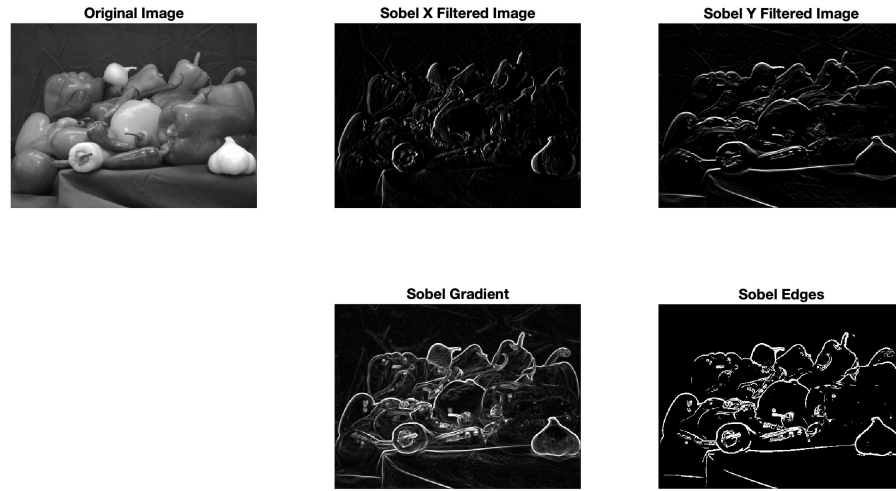 Original Image
Sobel X Filtered Image
Sobel Y Filtered Image
Sobel Gradient
Sobel Edges